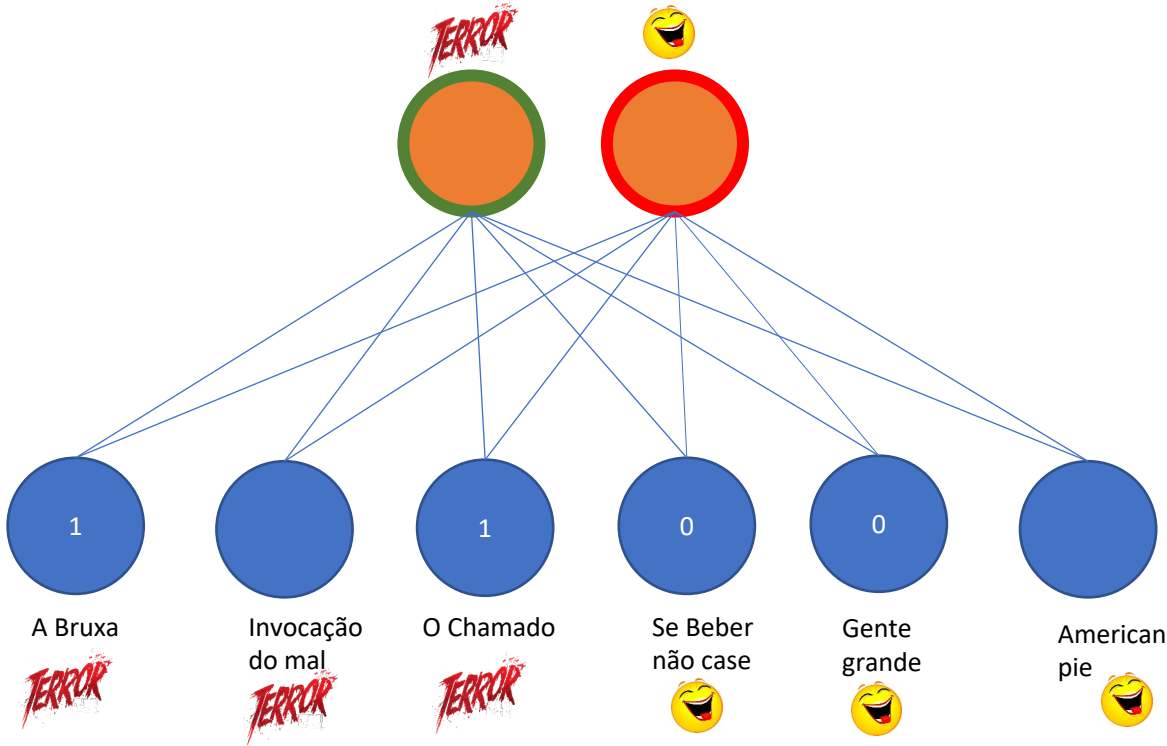 TERROR
1
1
0
0
A Bruxa
Invocação
do mal
O Chamado
Se Beber
não case
Gente
grande
American
pie
TERROR
TERROR
TERROR